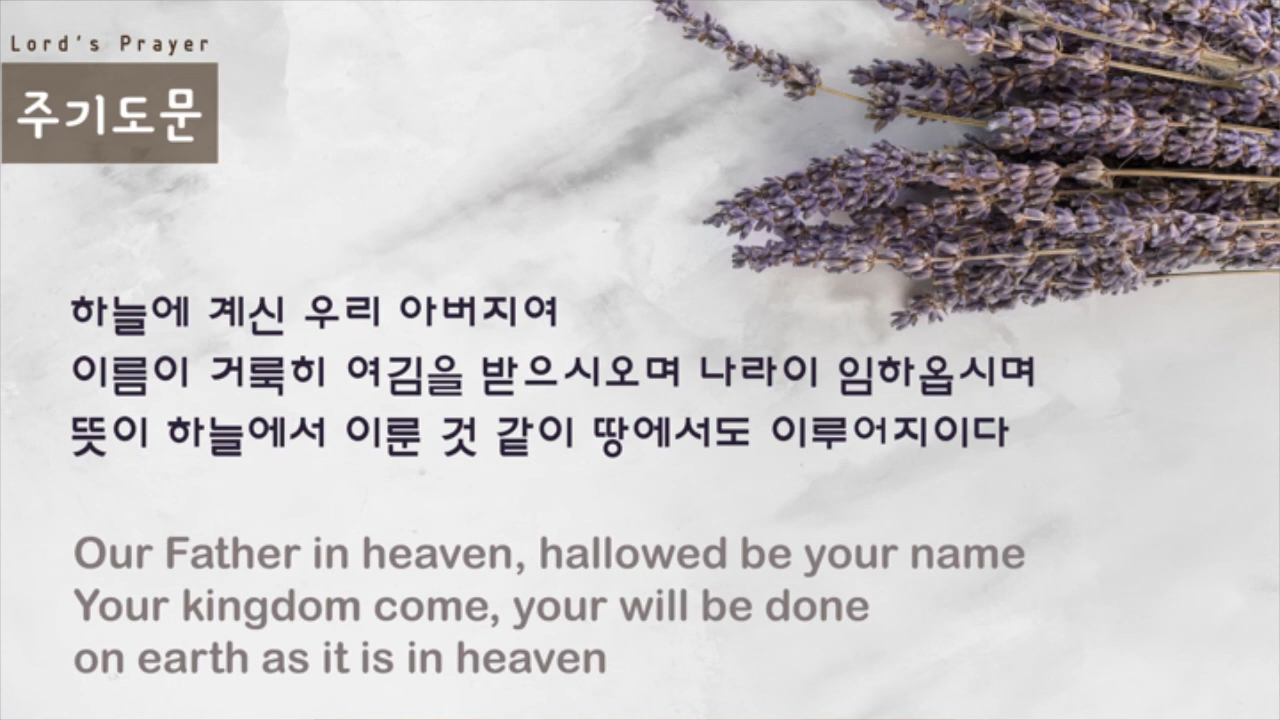 Lord's Prayer
주기도문
하늘에 계신 우리 아버지여
이름이 거룩히 여김을 받으시오며 나라이 임하옵시며
뜻이 하늘에서 이룬 것 같이 땅에서도 이루어지이다
Our Father in heaven, hallowed be your name
Your kingdom come, your will be done
on earth as it is in heaven